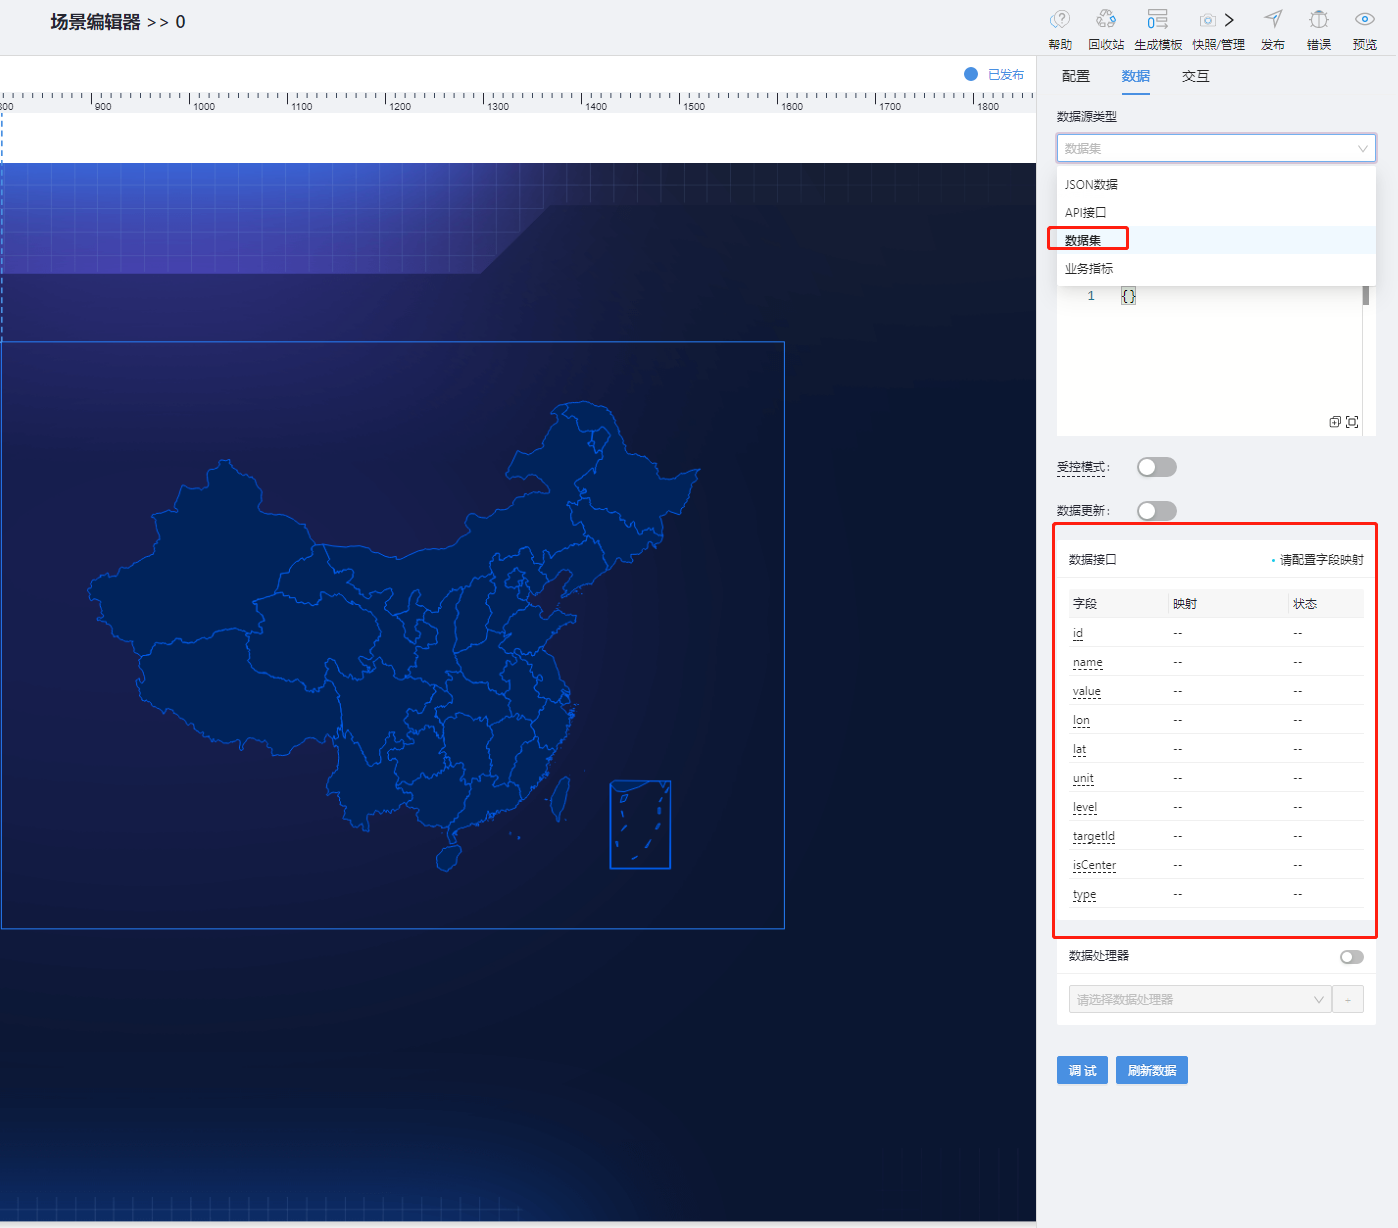 场景编辑器 >> 0
帮助 回收站 生成模板 快照/管理 发布 错误 预览
已发布
配置 数据 交互
800 900 1000 1100 1200 1300 1400 1500 1600 1700 1800
数据源类型
数据集
JSON数据
API接口
数据集
业务指标
1 {}
受控模式:
数据更新:
数据接口 • 请配置字段映射
字段 映射 状态
id -- --
name -- --
value -- --
lon -- --
lat -- --
unit -- --
level -- --
targetId -- --
isCenter -- --
type -- --
数据处理器
请选择数据处理器 +
调 试 刷新数据